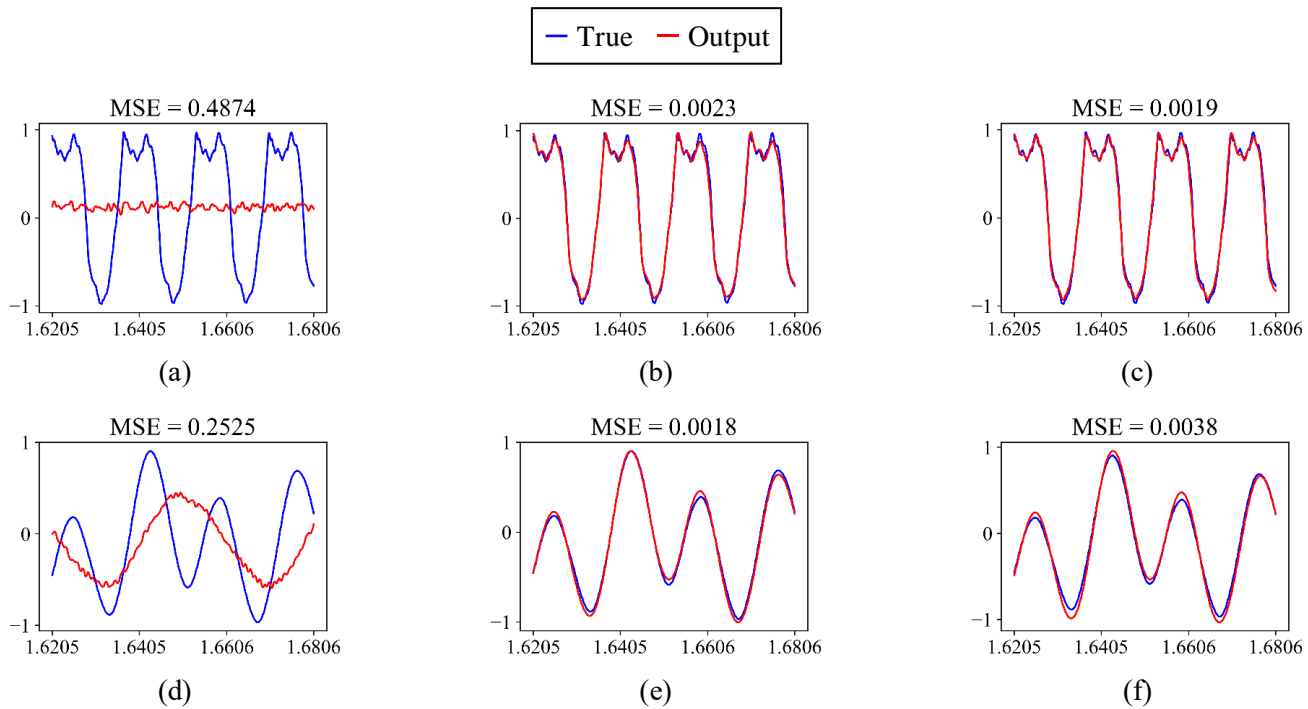 True Output
MSE = 0.4874
1
0
−1
1.6205 1.6405 1.6606 1.6806
(a)
MSE = 0.0023
1
0
−1
1.6205 1.6405 1.6606 1.6806
(b)
MSE = 0.0019
1
0
−1
1.6205 1.6405 1.6606 1.6806
(c)
MSE = 0.2525
1
0
−1
1.6205 1.6405 1.6606 1.6806
(d)
MSE = 0.0018
1
0
−1
1.6205 1.6405 1.6606 1.6806
(e)
MSE = 0.0038
1
0
−1
1.6205 1.6405 1.6606 1.6806
(f)